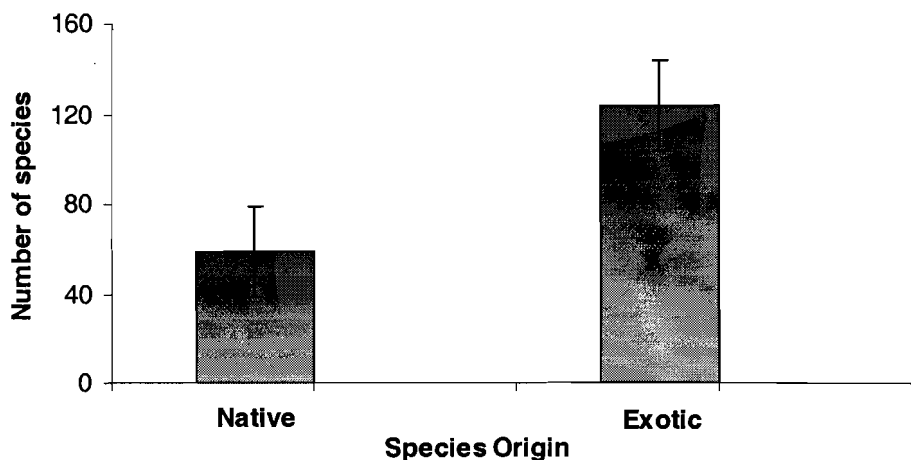 160
120
80
40
0
Number of species
Native
Exotic
Species Origin